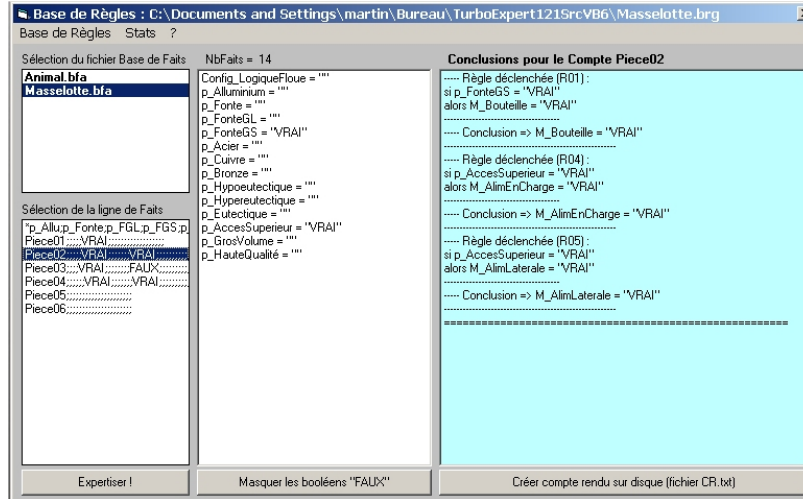 Base de Règles : C:\Documents and Settings\martin\Bureau\TurboExpert121SrcVB6\Masselotte.brg
Base de Règles Stats ?
Sélection du fichier Base de Faits
Animal.bfa
Masselotte.bfa
Sélection de la ligne de Faits
*p_Allu;p_Fonte;p_FGL;p_FGS;p_
Piece01;;;;;VRAI;;;;;;;;;;;;;;;;;
Piece02;;;;;VRAI;;;;;;;VRAI;;;;;;;;;
Piece03;;;;VRAI;;;;;;;FAUX;;;;;;;;;
Piece04;;;;;VRAI;;;;;;VRAI;;;;;;;;;
Piece05;;;;;;;;;;;;;;;;;;;;;
Piece06;;;;;;;;;;;;;;;;;;;;;
Expertiser !
NbFaits = 14
Config_LogiqueFloue = ""
p_Alluminium = ""
p_Fonte = ""
p_FonteGL = ""
p_FonteGS = "VRAI"
p_Acier = ""
p_Cuivre = ""
p_Bronze = ""
p_Hypoeutectique = ""
p_Hypereutectique = ""
p_Eutectique = ""
p_AccesSuperieur = "VRAI"
p_GrosVolume = ""
p_HauteQualité = ""
Masquer les booléens "FAUX"
Conclusions pour le Compte Piece02
----- Règle déclenchée (R01) :
si p_FonteGS = "VRAI"
alors M_Bouteille = "VRAI"
------------------------------------------------
----- Conclusion => M_Bouteille = "VRAI"
------------------------------------------------
----- Règle déclenchée (R04) :
si p_AccesSuperieur = "VRAI"
alors M_AlimEnCharge = "VRAI"
------------------------------------------------
----- Conclusion => M_AlimEnCharge = "VRAI"
------------------------------------------------
----- Règle déclenchée (R05) :
si p_AccesSuperieur = "VRAI"
alors M_AlimLaterale = "VRAI"
------------------------------------------------
----- Conclusion => M_AlimLaterale = "VRAI"
------------------------------------------------
=====================================================
Créer compte rendu sur disque (fichier CR.txt)